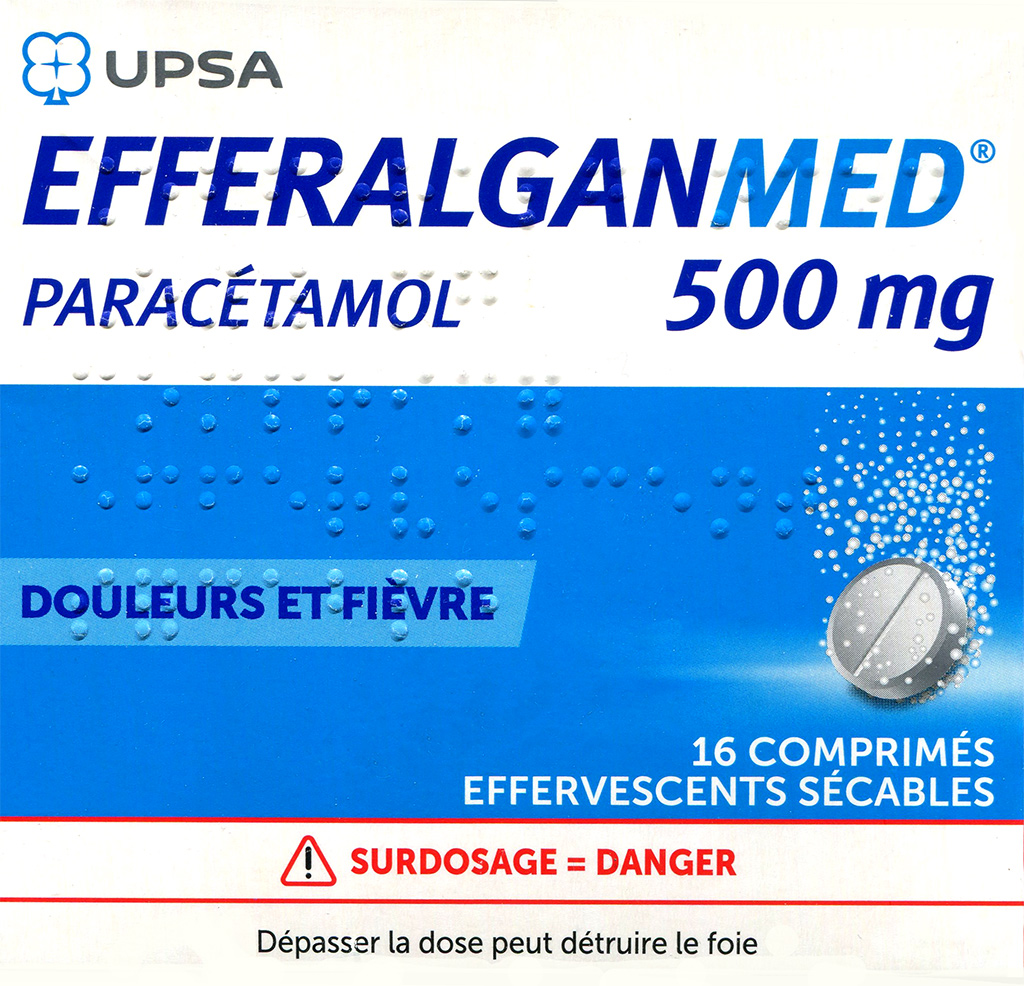 UPSA
EFFERALGANMED®
PARACÉTAMOL 500 mg
DOULEURS ET FIÈVRE
16 COMPRIMÉS
EFFERVESCENTS SÉCABLES
SURDOSAGE = DANGER
Dépasser la dose peut détruire le foie